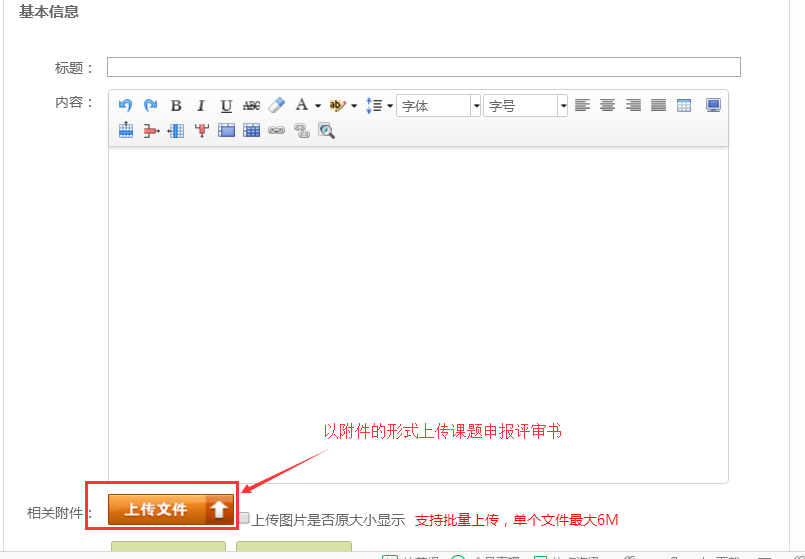 基本信息
标题：
内容：
B I U ABC A ab 字体 字号
以附件的形式上传课题申报评审书
相关附件： 上传文件 上传图片是否原大小显示 支持批量上传，单个文件最大6M